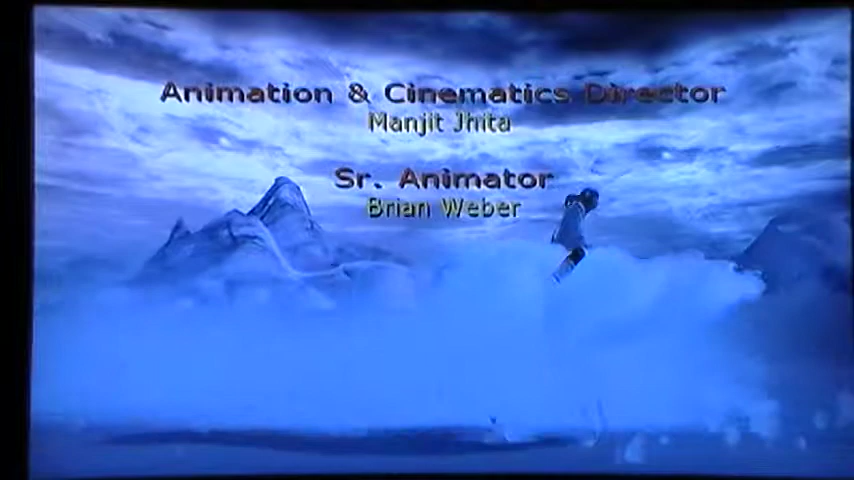 Animation & Cinematics Director
Manjit Jhita
Sr. Animator
Brian Weber